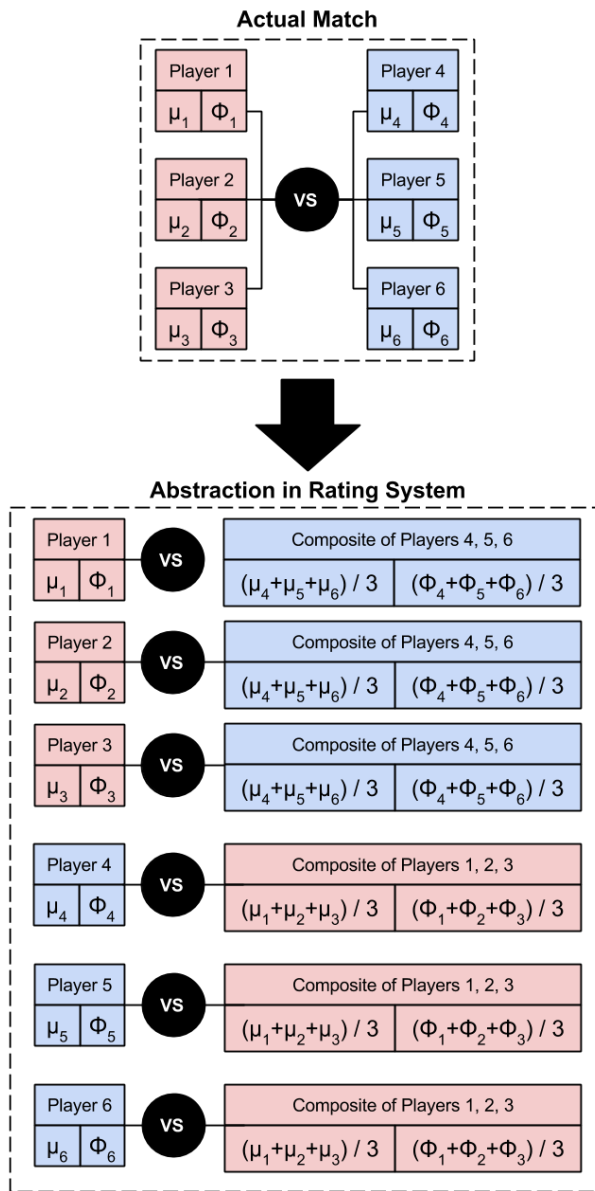 Actual Match
Player 1
μ₁ Φ₁
Player 2
μ₂ Φ₂
Player 3
μ₃ Φ₃
VS
Player 4
μ₄ Φ₄
Player 5
μ₅ Φ₅
Player 6
μ₆ Φ₆
Abstraction in Rating System
Player 1
μ₁ Φ₁
VS
Composite of Players 4, 5, 6
(μ₄+μ₅+μ₆) / 3 (Φ₄+Φ₅+Φ₆) / 3
Player 2
μ₂ Φ₂
VS
Composite of Players 4, 5, 6
(μ₄+μ₅+μ₆) / 3 (Φ₄+Φ₅+Φ₆) / 3
Player 3
μ₃ Φ₃
VS
Composite of Players 4, 5, 6
(μ₄+μ₅+μ₆) / 3 (Φ₄+Φ₅+Φ₆) / 3
Player 4
μ₄ Φ₄
VS
Composite of Players 1, 2, 3
(μ₁+μ₂+μ₃) / 3 (Φ₁+Φ₂+Φ₃) / 3
Player 5
μ₅ Φ₅
VS
Composite of Players 1, 2, 3
(μ₁+μ₂+μ₃) / 3 (Φ₁+Φ₂+Φ₃) / 3
Player 6
μ₆ Φ₆
VS
Composite of Players 1, 2, 3
(μ₁+μ₂+μ₃) / 3 (Φ₁+Φ₂+Φ₃) / 3